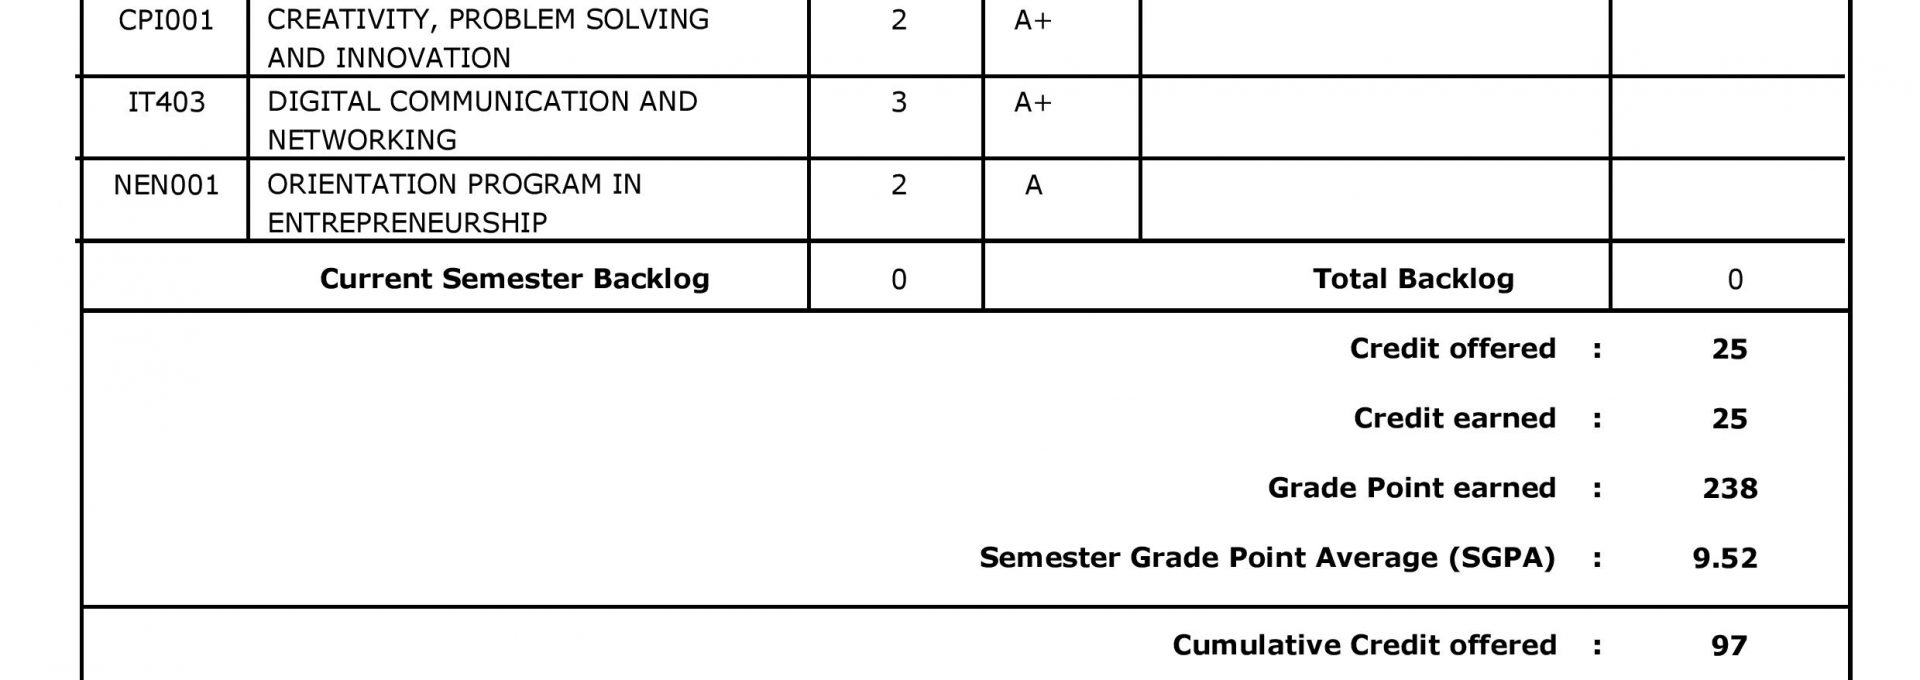 CPI001 CREATIVITY, PROBLEM SOLVING 2 A+
AND INNOVATION
IT403 DIGITAL COMMUNICATION AND 3 A+
NETWORKING
NEN001 ORIENTATION PROGRAM IN 2 A
ENTREPRENEURSHIP
Current Semester Backlog 0 Total Backlog 0
Credit offered : 25
Credit earned : 25
Grade Point earned : 238
Semester Grade Point Average (SGPA) : 9.52
Cumulative Credit offered : 97